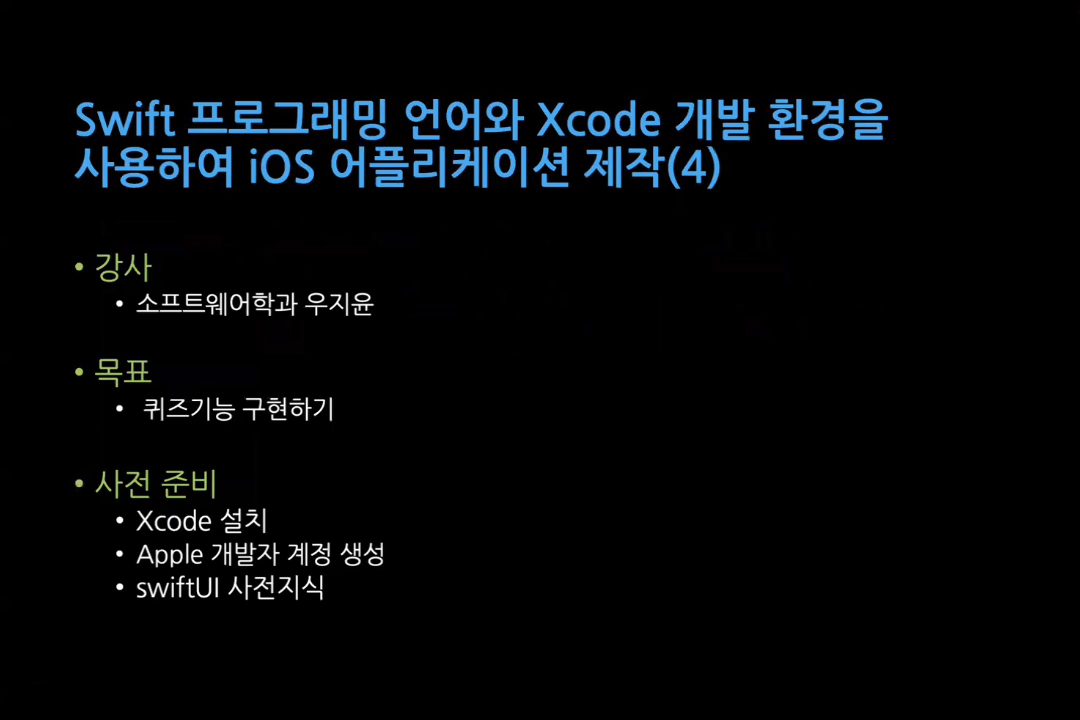 Swift 프로그래밍 언어와 Xcode 개발 환경을
사용하여 iOS 어플리케이션 제작(4)
• 강사
• 소프트웨어학과 우지윤
• 목표
• 퀴즈기능 구현하기
• 사전 준비
• Xcode 설치
• Apple 개발자 계정 생성
• swiftUI 사전지식